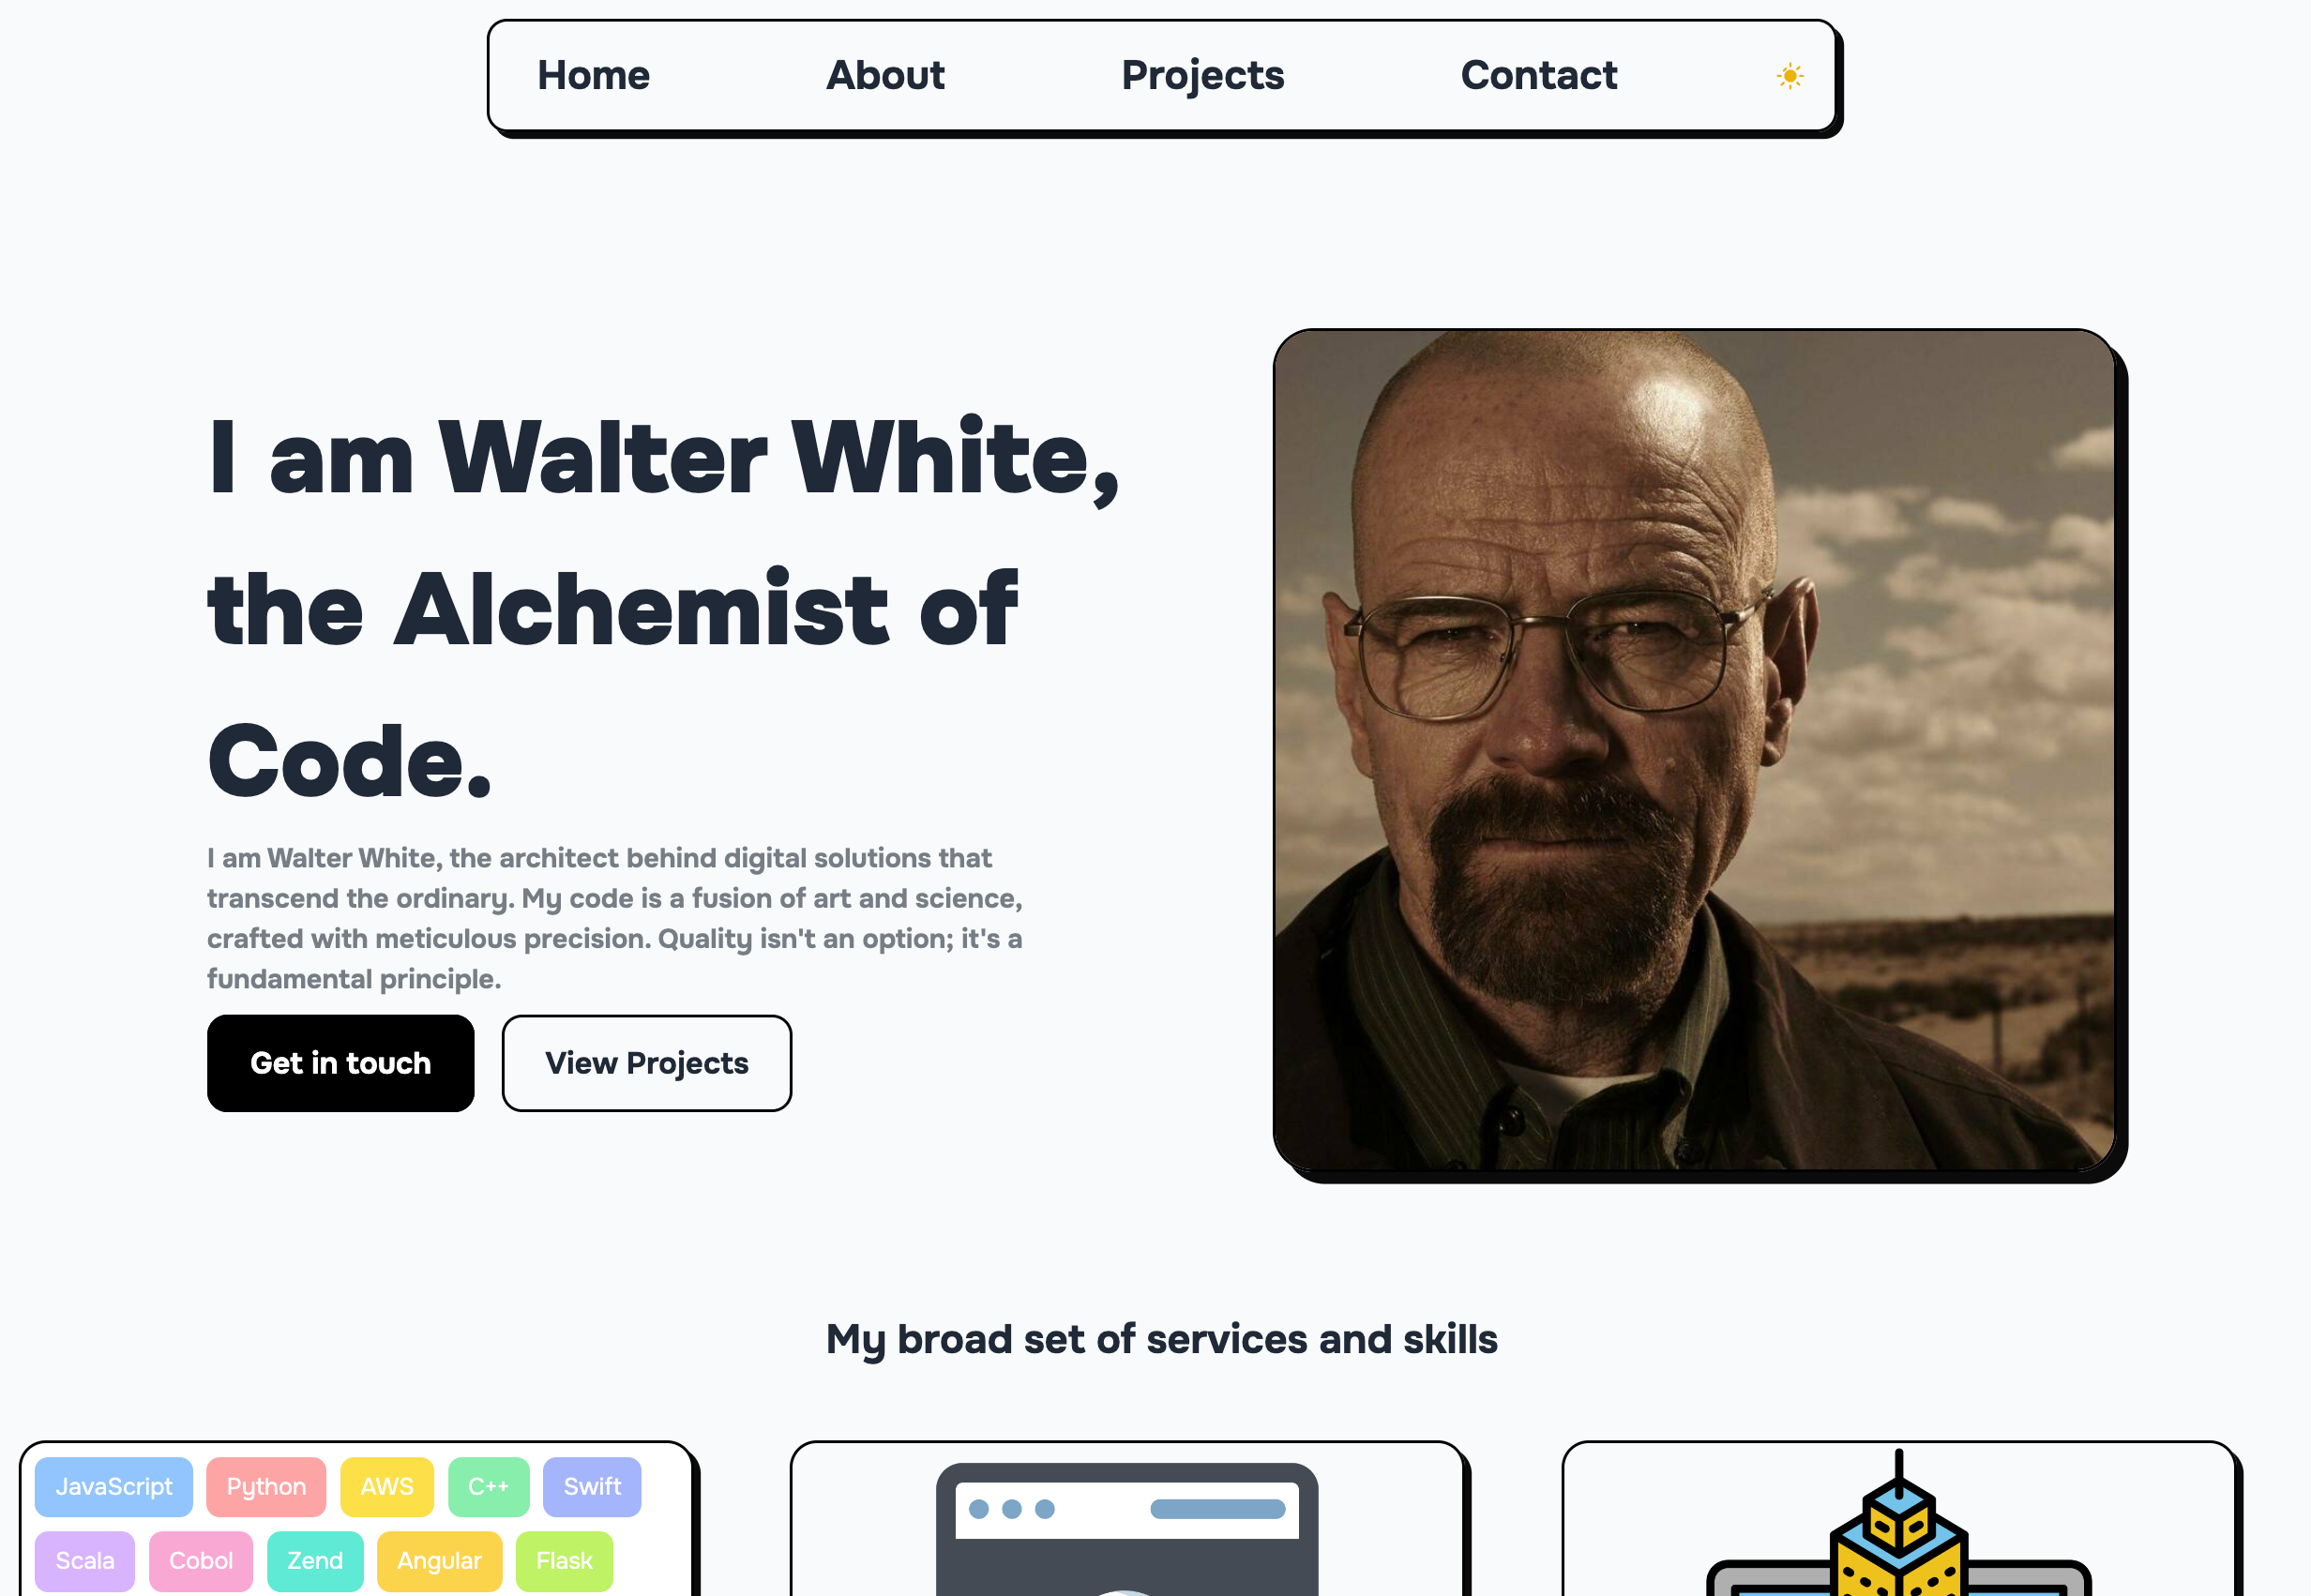 Home About Projects Contact
I am Walter White,
the Alchemist of
Code.
I am Walter White, the architect behind digital solutions that
transcend the ordinary. My code is a fusion of art and science,
crafted with meticulous precision. Quality isn't an option; it's a
fundamental principle.
Get in touch View Projects
My broad set of services and skills
JavaScript Python AWS C++ Swift
Scala Cobol Zend Angular Flask